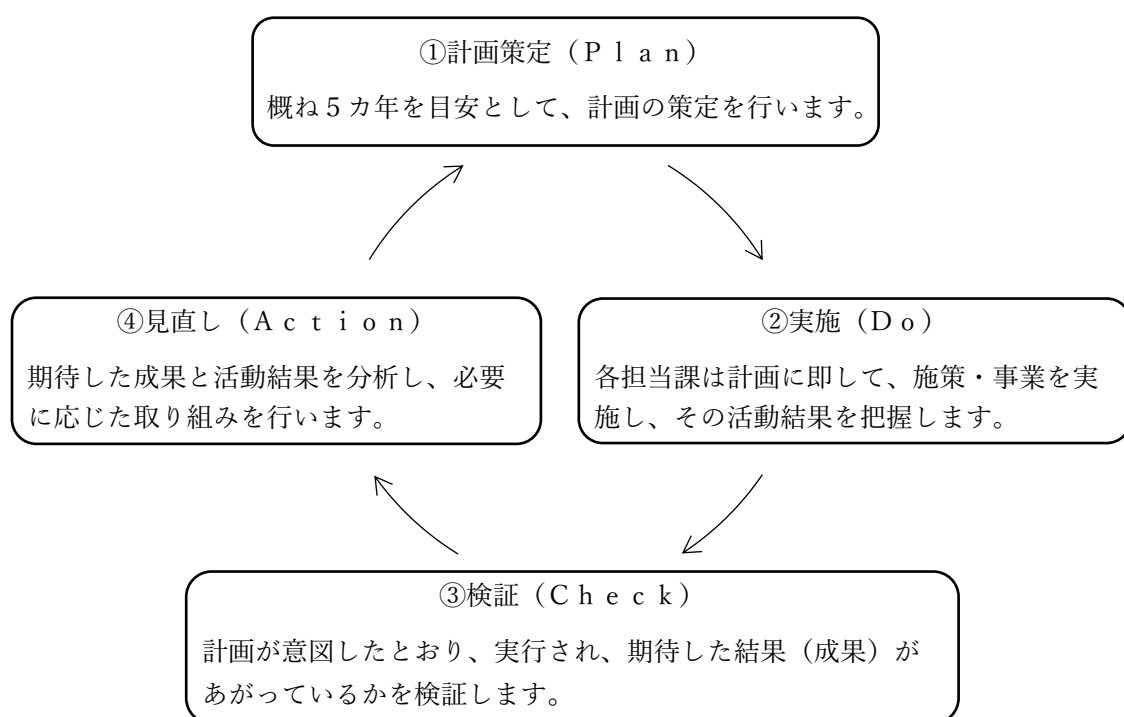 ①計画策定（Ｐｌａｎ）
概ね５カ年を目安として、計画の策定を行います。
④見直し（Ａｃｔｉｏｎ）
期待した成果と活動結果を分析し、必要
に応じた取り組みを行います。
②実施（Ｄｏ）
各担当課は計画に即して、施策・事業を実
施し、その活動結果を把握します。
③検証（Ｃｈｅｃｋ）
計画が意図したとおり、実行され、期待した結果（成果）が
あがっているかを検証します。